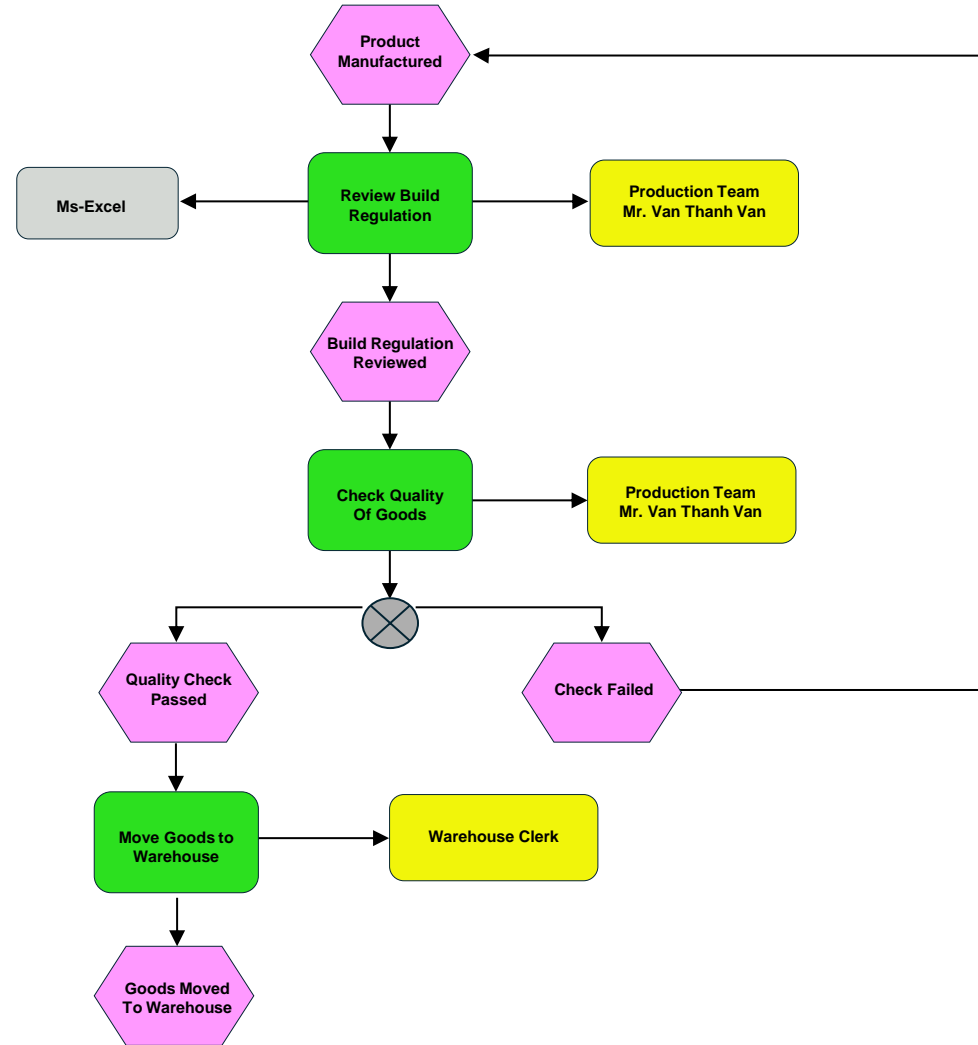 Product
Manufactured
Ms-Excel
Review Build
Regulation
Production Team
Mr. Van Thanh Van
Build Regulation
Reviewed
Check Quality
Of Goods
Production Team
Mr. Van Thanh Van
Quality Check
Passed
Check Failed
Move Goods to
Warehouse
Warehouse Clerk
Goods Moved
To Warehouse